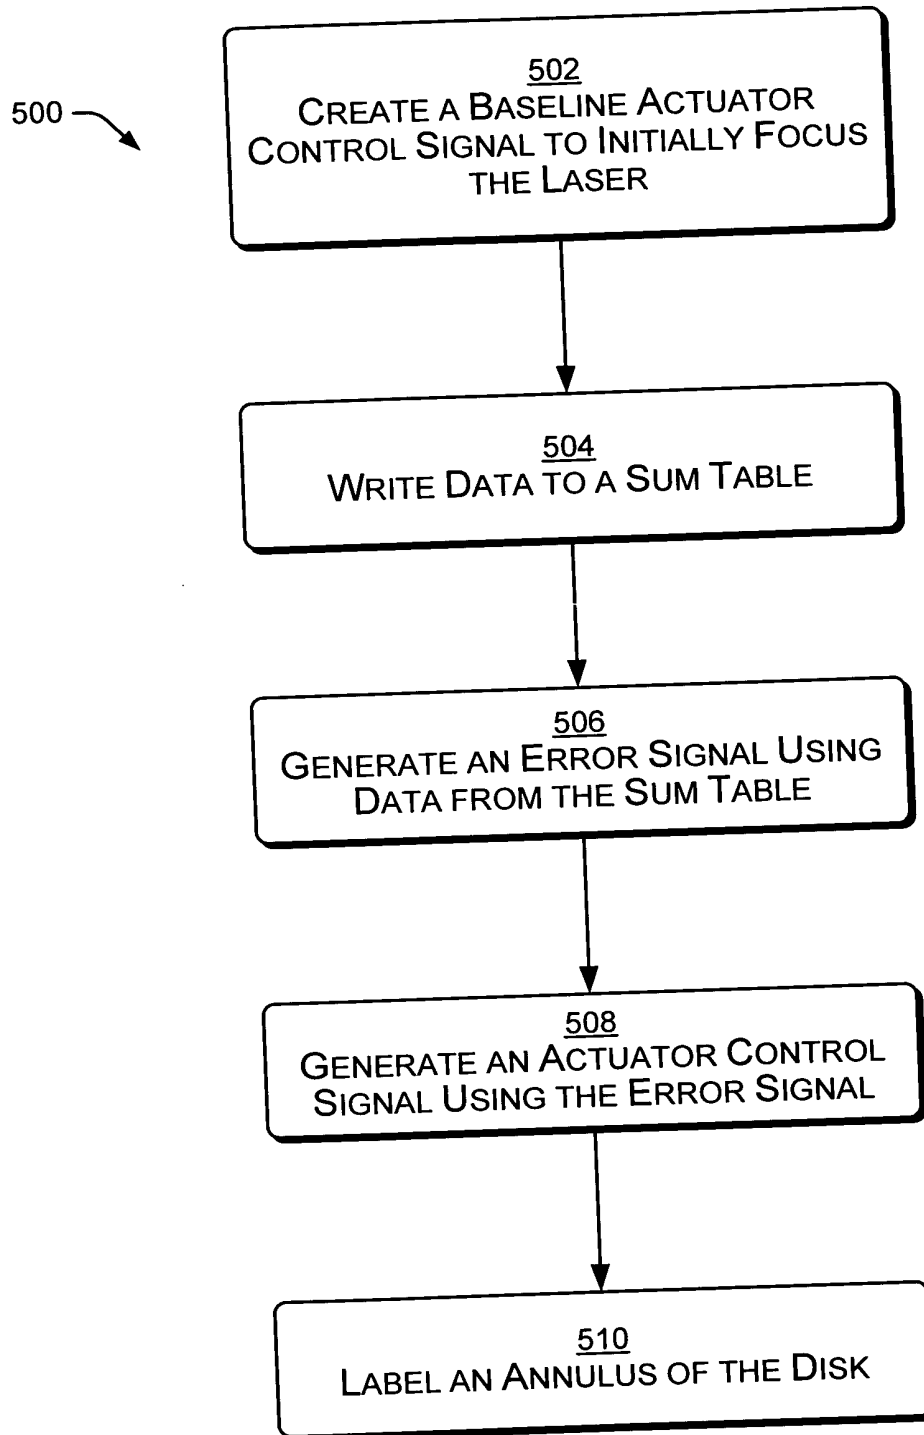 500
502
CREATE A BASELINE ACTUATOR
CONTROL SIGNAL TO INITIALLY FOCUS
THE LASER
504
WRITE DATA TO A SUM TABLE
506
GENERATE AN ERROR SIGNAL USING
DATA FROM THE SUM TABLE
508
GENERATE AN ACTUATOR CONTROL
SIGNAL USING THE ERROR SIGNAL
510
LABEL AN ANNULUS OF THE DISK